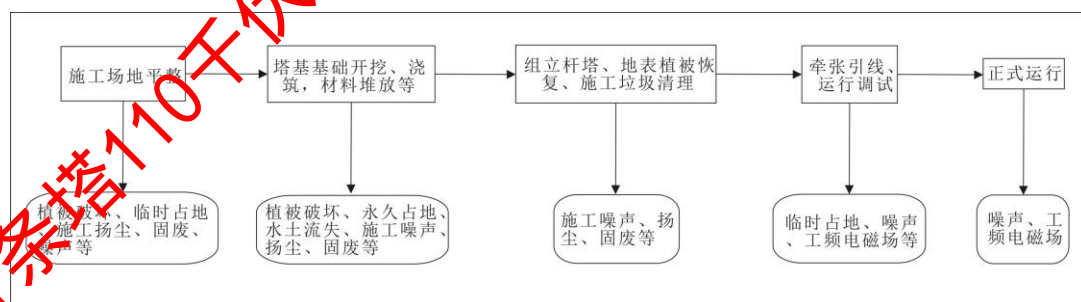 施工场地平整
塔基基础开挖、浇
筑，材料堆放等
组立杆塔、地表植被恢
复、施工垃圾清理
牵张引线、
运行调试
正式运行
植被破坏、临时占地
、施工扬尘、固废、
噪声等
植被破坏、永久占地、
水土流失、施工噪声、
扬尘、固废等
施工噪声、扬
尘、固废等
临时占地、噪声
、工频电磁场等
噪声、工
频电磁场
条塔110千伏